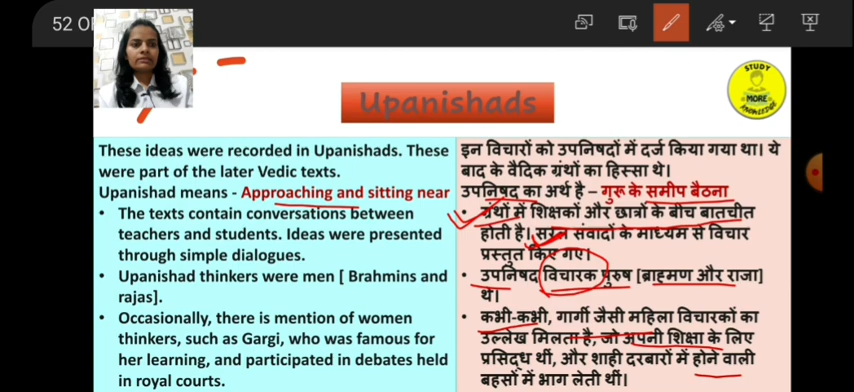 52 OF
Upanishads
STUDY
MORE
KNOWLEDGE
These ideas were recorded in Upanishads. These
were part of the later Vedic texts.
Upanishad means - Approaching and sitting near
• The texts contain conversations between
teachers and students. Ideas were presented
through simple dialogues.
• Upanishad thinkers were men [ Brahmins and
rajas].
• Occasionally, there is mention of women
thinkers, such as Gargi, who was famous for
her learning, and participated in debates held
in royal courts.
इन विचारों को उपनिषदों में दर्ज किया गया था। ये
बाद के वैदिक ग्रंथों का हिस्सा थे।
उपनिषद का अर्थ है – गुरू के समीप बैठना
• ग्रंथों में शिक्षकों और छात्रों के बीच बातचीत
होती है। सरल संवादों के माध्यम से विचार
प्रस्तुत किए गए।
• उपनिषद विचारक पुरुष [ब्राह्मण और राजा]
थे।
• कभी-कभी, गार्गी जैसी महिला विचारकों का
उल्लेख मिलता है, जो अपनी शिक्षा के लिए
प्रसिद्ध थीं, और शाही दरबारों में होने वाली
बहसों में भाग लेती थीं।